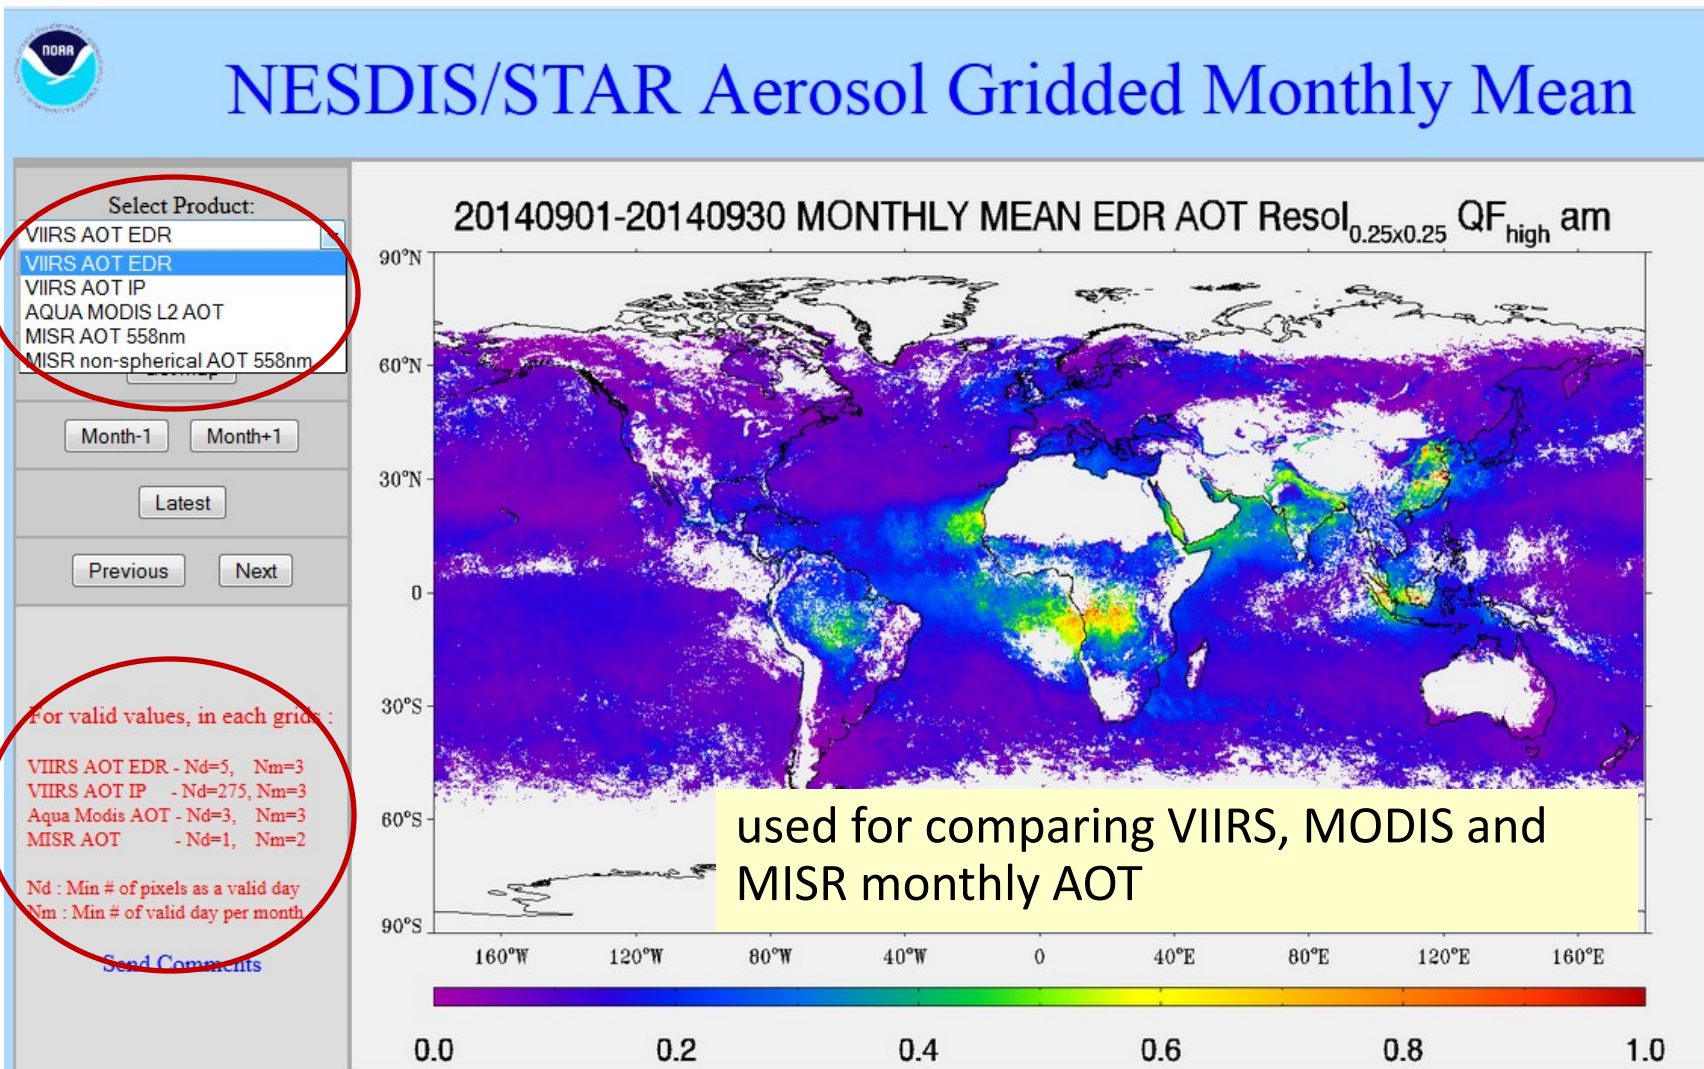 NOAA
NESDIS/STAR Aerosol Gridded Monthly Mean
Select Product:
VIIRS AOT EDR
VIIRS AOT EDR
VIIRS AOT IP
AQUA MODIS L2 AOT
MISR AOT 558nm
MISR non-spherical AOT 558nm
Month-1 Month+1
Latest
Previous Next
For valid values, in each grids :
VIIRS AOT EDR - Nd=5, Nm=3
VIIRS AOT IP - Nd=275, Nm=3
Aqua Modis AOT - Nd=3, Nm=3
MISR AOT - Nd=1, Nm=2
Nd : Min # of pixels as a valid day
Nm : Min # of valid day per month
Send Comments
20140901-20140930 MONTHLY MEAN EDR AOT Resol0.25x0.25 QFhigh am
90°N
60°N
30°N
0
30°S
60°S
90°S
160°W 120°W 80°W 40°W 0 40°E 80°E 120°E 160°E
used for comparing VIIRS, MODIS and
MISR monthly AOT
0.0 0.2 0.4 0.6 0.8 1.0